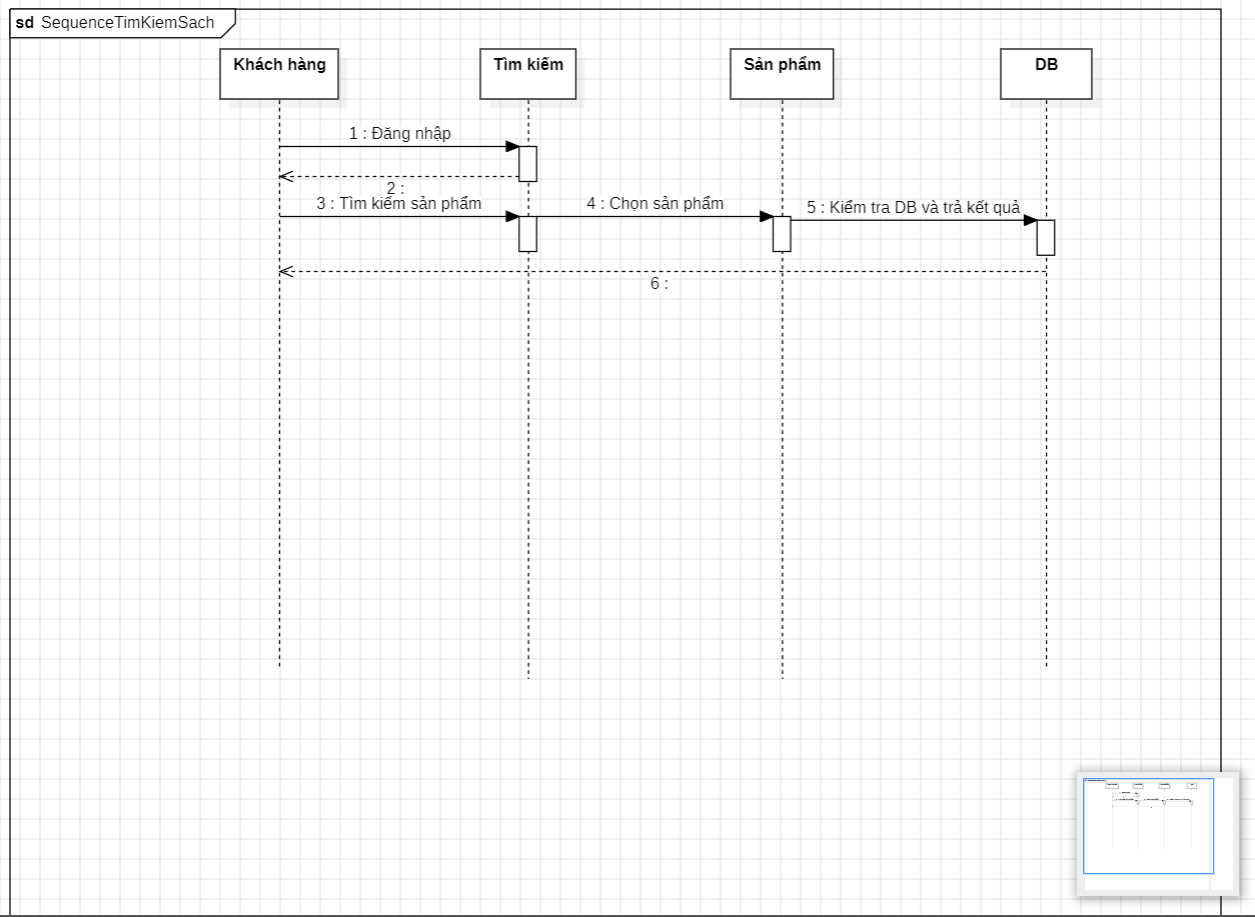 sd SequenceTimKiemSach
Khách hàng
Tìm kiếm
Sản phẩm
DB
1 : Đăng nhập
2 :
3 : Tìm kiếm sản phẩm
4 : Chọn sản phẩm
5 : Kiểm tra DB và trả kết quả
6 :